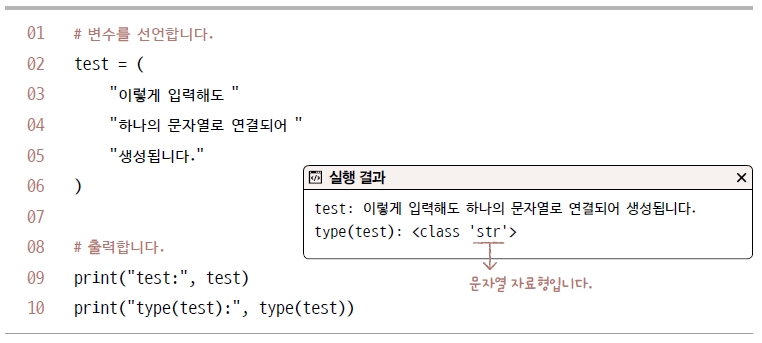 01 # 변수를 선언합니다.
02 test = (
03 "이렇게 입력해도 "
04 "하나의 문자열로 연결되어 "
05 "생성됩니다."
06 )
07
08 # 출력합니다.
09 print("test:", test)
10 print("type(test):", type(test))
실행 결과
test: 이렇게 입력해도 하나의 문자열로 연결되어 생성됩니다.
type(test): <class 'str'>
문자열 자료형입니다.